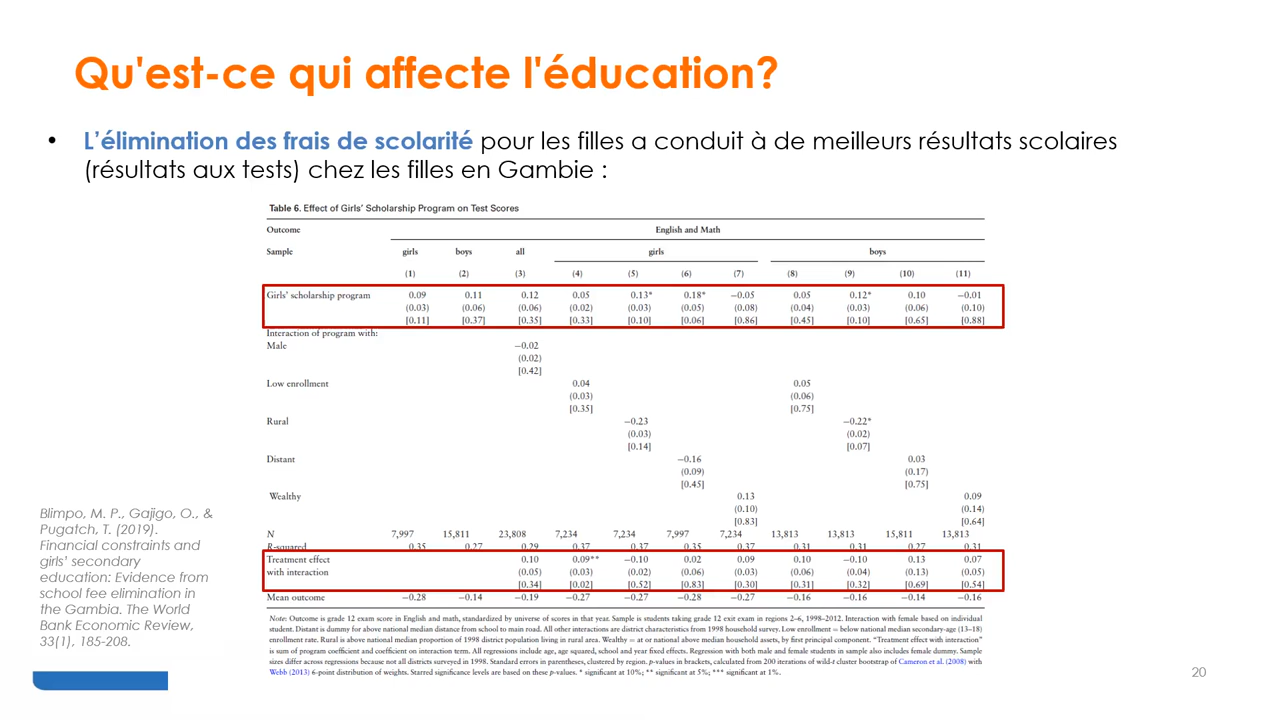 Qu'est-ce qui affecte l'éducation?
• L'élimination des frais de scolarité pour les filles a conduit à de meilleurs résultats scolaires
(résultats aux tests) chez les filles en Gambie :
Table 6. Effect of Girls' Scholarship Program on Test Scores
Outcome English and Math
Sample girls boys all girls boys
(1) (2) (3) (4) (5) (6) (7) (8) (9) (10) (11)
Girls' scholarship program 0.09 0.11 0.12 0.05 0.13* 0.18* −0.05 0.05 0.12* 0.10 −0.01
(0.03) (0.06) (0.06) (0.02) (0.03) (0.05) (0.08) (0.04) (0.03) (0.06) (0.10)
[0.11] [0.37] [0.35] [0.33] [0.10] [0.06] [0.86] [0.45] [0.10] [0.65] [0.88]
Interaction of program with:
Male −0.02
(0.02)
[0.42]
Low enrollment 0.04 0.05
(0.03) (0.06)
[0.35] [0.75]
Rural −0.23 −0.22*
(0.03) (0.02)
[0.14] [0.07]
Distant −0.16 0.03
(0.09) (0.17)
[0.45] [0.75]
Wealthy 0.13 0.09
(0.10) (0.14)
[0.83] [0.64]
N 7,997 15,811 23,808 7,234 7,234 7,997 7,234 13,813 13,813 15,811 13,813
R-squared 0.35 0.27 0.29 0.37 0.37 0.35 0.37 0.31 0.31 0.27 0.31
Treatment effect 0.10 0.09** −0.10 0.02 0.09 0.10 −0.10 0.13 0.07
with interaction (0.05) (0.03) (0.02) (0.06) (0.03) (0.06) (0.04) (0.13) (0.05)
[0.34] [0.02] [0.52] [0.83] [0.30] [0.31] [0.32] [0.69] [0.54]
Mean outcome −0.28 −0.14 −0.19 −0.27 −0.27 −0.28 −0.27 −0.16 −0.16 −0.14 −0.16
Note: Outcome is grade 12 exam score in English and math, standardized by universe of scores in that year. Sample is students taking grade 12 exit exam in regions 2–6, 1998–2012. Interaction with female based on individual
student. Distant is dummy for above national median distance from school to main road. All other interactions are district characteristics from 1998 household survey. Low enrollment = below national median secondary-age (13–18)
enrollment rate. Rural is above national median proportion of 1998 district population living in rural area. Wealthy = at or above national above median household assets, by first principal component. "Treatment effect with interaction"
is sum of program coefficient and coefficient on interaction term. All regressions include age, age squared, school and year fixed effects. Regression with both male and female students in sample also includes female dummy. Sample
sizes differ across regressions because not all districts surveyed in 1998. Standard errors in parentheses, clustered by region. p-values in brackets, calculated from 200 iterations of wild-t cluster bootstrap of Cameron et al. (2008) with
Webb (2013) 6-point distribution of weights. Starred significance levels are based on these p-values. * significant at 10%; ** significant at 5%; *** significant at 1%.
Blimpo, M. P., Gajigo, O., &
Pugatch, T. (2019).
Financial constraints and
girls' secondary
education: Evidence from
school fee elimination in
the Gambia. The World
Bank Economic Review,
33(1), 185-208.
20